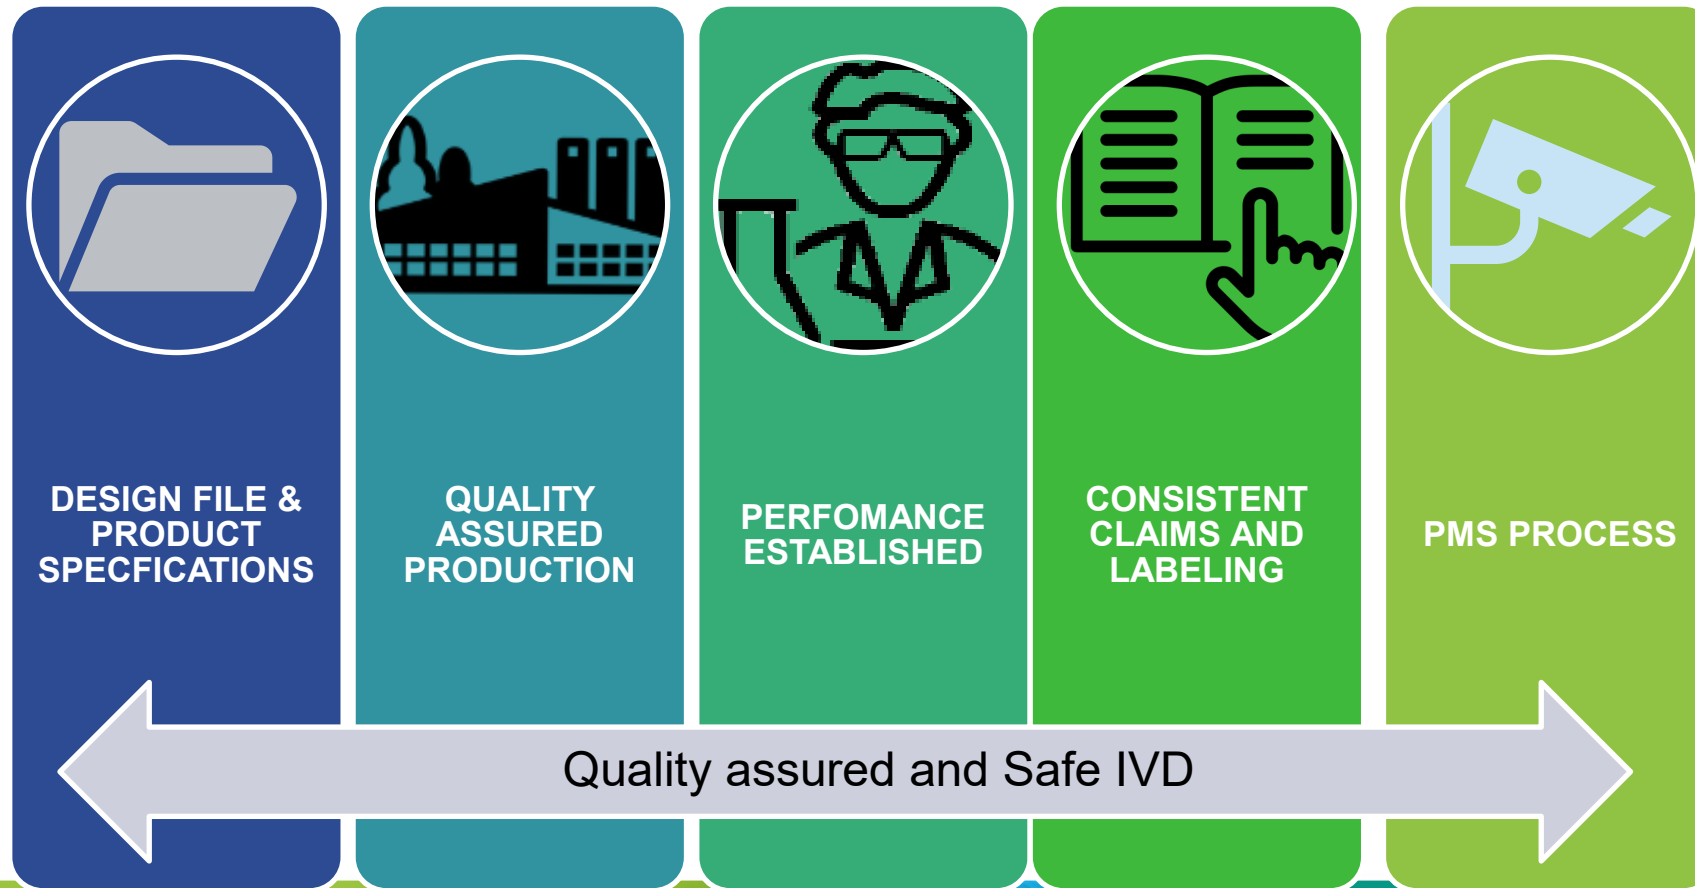 DESIGN FILE &
PRODUCT
SPECFICATIONS
QUALITY
ASSURED
PRODUCTION
PERFOMANCE
ESTABLISHED
CONSISTENT
CLAIMS AND
LABELING
PMS PROCESS
Quality assured and Safe IVD